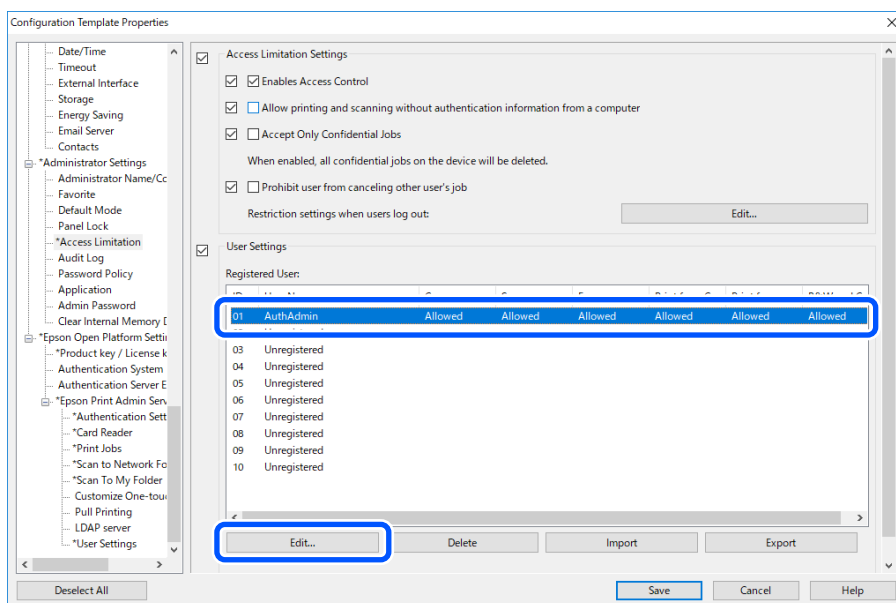 Configuration Template Properties
Date/Time
Timeout
External Interface
Storage
Energy Saving
Email Server
Contacts
*Administrator Settings
Administrator Name/Cc
Favorite
Default Mode
Panel Lock
*Access Limitation
Audit Log
Password Policy
Application
Admin Password
Clear Internal Memory
*Epson Open Platform Settin
*Product key / License k
Authentication System
Authentication Server E
*Epson Print Admin Serv
*Authentication Sett
*Card Reader
*Print Jobs
*Scan to Network Fo
*Scan To My Folder
Customize One-tou
Pull Printing
LDAP server
*User Settings
Deselect All
Access Limitation Settings
Enables Access Control
Allow printing and scanning without authentication information from a computer
Accept Only Confidential Jobs
When enabled, all confidential jobs on the device will be deleted.
Prohibit user from canceling other user's job
Restriction settings when users log out: Edit...
User Settings
Registered User:
01 AuthAdmin Allowed Allowed Allowed Allowed Allowed Allowed
03 Unregistered
04 Unregistered
05 Unregistered
06 Unregistered
07 Unregistered
08 Unregistered
09 Unregistered
10 Unregistered
Edit... Delete Import Export
Save Cancel Help